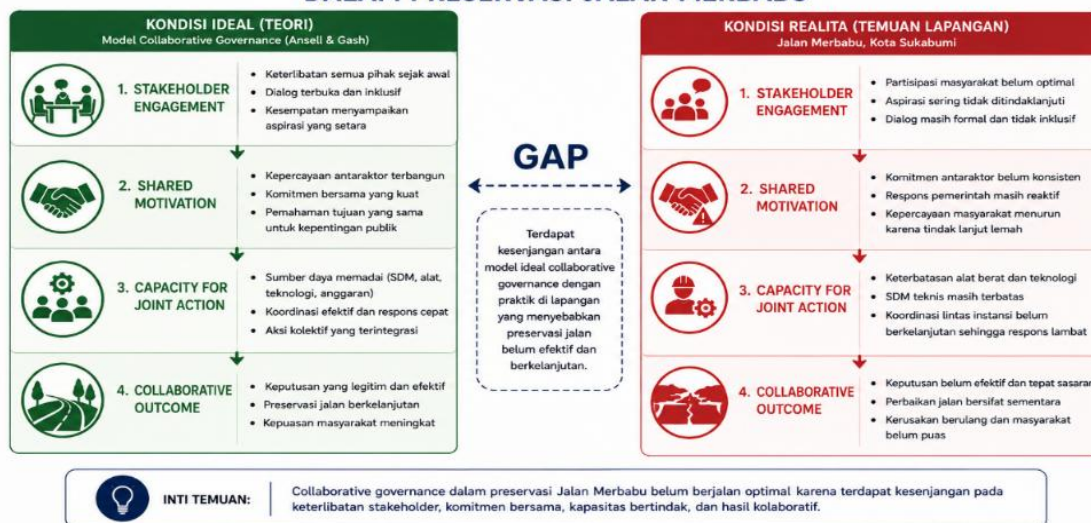 KONDISI IDEAL (TEORI)
Model Collaborative Governance (Ansell & Gash)
1. STAKEHOLDER
ENGAGEMENT
• Keterlibatan semua pihak sejak awal
• Dialog terbuka dan inklusif
• Kesempatan menyampaikan
aspirasi yang setara
2. SHARED
MOTIVATION
• Kepercayaan antaraktor terbangun
• Komitmen bersama yang kuat
• Pemahaman tujuan yang sama
untuk kepentingan publik
3. CAPACITY FOR
JOINT ACTION
• Sumber daya memadai (SDM, alat,
teknologi, anggaran)
• Koordinasi efektif dan respons cepat
• Aksi kolektif yang terintegrasi
4. COLLABORATIVE
OUTCOME
• Keputusan yang legitim dan efektif
• Preservasi jalan berkelanjutan
• Kepuasan masyarakat meningkat
GAP
Terdapat
kesenjangan antara
model ideal collaborative
governance dengan
praktik di lapangan
yang menyebabkan
preservasi jalan
belum efektif dan
berkelanjutan.
KONDISI REALITA (TEMUAN LAPANGAN)
Jalan Merbabu, Kota Sukabumi
1. STAKEHOLDER
ENGAGEMENT
• Partisipasi masyarakat belum optimal
• Aspirasi sering tidak ditindaklanjuti
• Dialog masih formal dan tidak inklusif
2. SHARED
MOTIVATION
• Komitmen antaraktor belum konsisten
• Respons pemerintah masih reaktif
• Kepercayaan masyarakat menurun
karena tindak lanjut lemah
3. CAPACITY FOR
JOINT ACTION
• Keterbatasan alat berat dan teknologi
• SDM teknis masih terbatas
• Koordinasi lintas instansi belum
berkelanjutan sehingga respons lambat
4. COLLABORATIVE
OUTCOME
• Keputusan belum efektif dan tepat sasaran
• Perbaikan jalan bersifat sementara
• Kerusakan berulang dan masyarakat
belum puas
INTI TEMUAN:
Collaborative governance dalam preservasi Jalan Merbabu belum berjalan optimal karena terdapat kesenjangan pada
keterlibatan stakeholder, komitmen bersama, kapasitas bertindak, dan hasil kolaboratif.